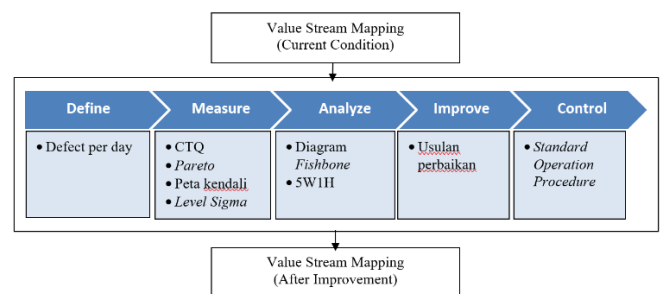 Value Stream Mapping
(Current Condition)
Define
Measure
Analyze
Improve
Control
• Defect per day
• CTQ
• Pareto
• Peta kendali
• Level Sigma
• Diagram
Fishbone
• 5W1H
• Usulan
perbaikan
• Standard
Operation
Procedure
Value Stream Mapping
(After Improvement)